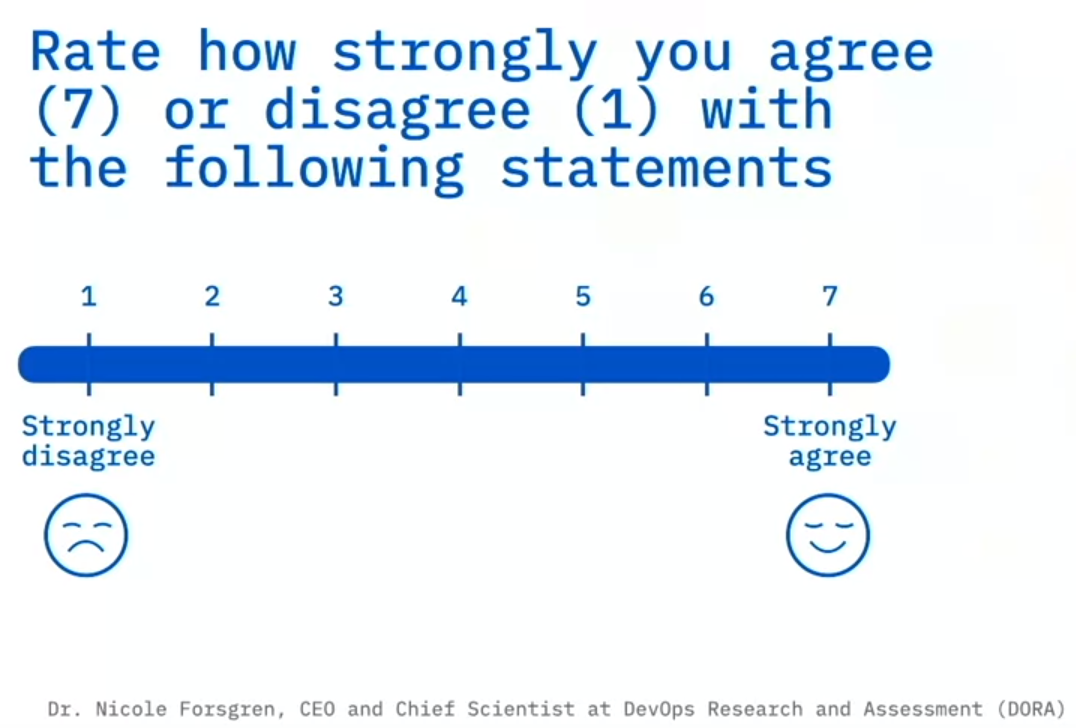 Rate how strongly you agree
(7) or disagree (1) with
the following statements
1 2 3 4 5 6 7
Strongly disagree
Strongly agree
Dr. Nicole Forsgren, CEO and Chief Scientist at DevOps Research and Assessment (DORA)